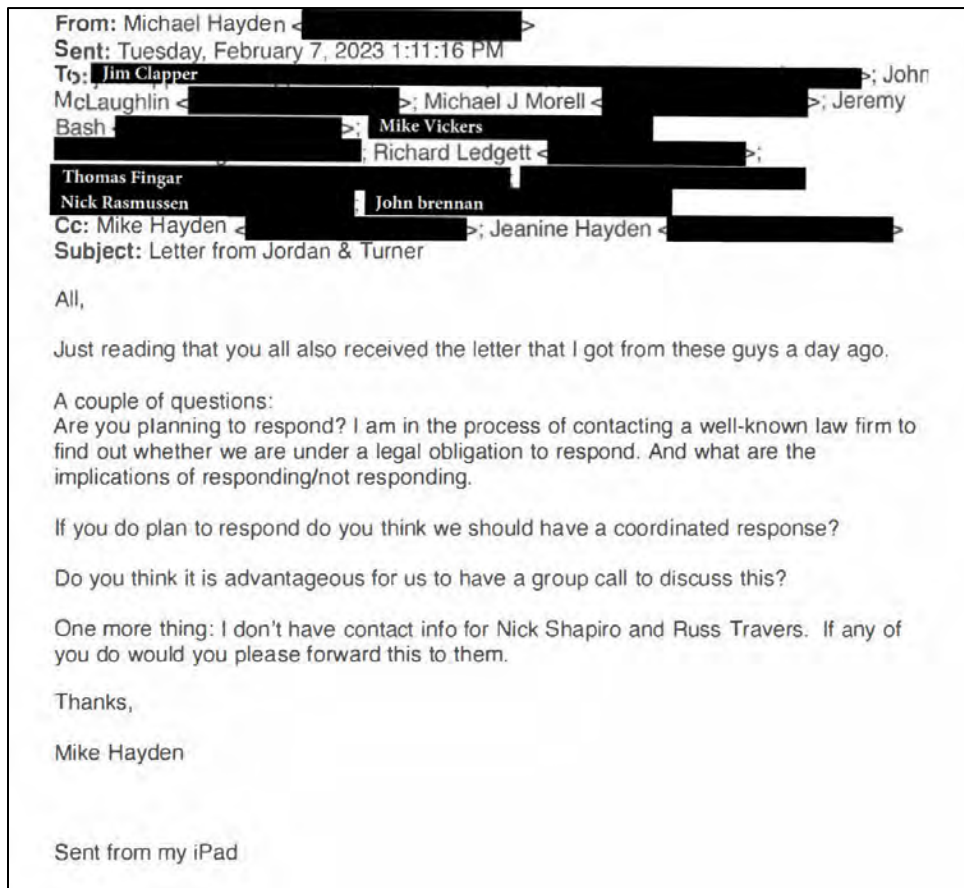 From: Michael Hayden < >
Sent: Tuesday, February 7, 2023 1:11:16 PM
To: Jim Clapper >; John
McLaughlin < >; Michael J Morell < >; Jeremy
Bash < >; Mike Vickers
; Richard Ledgett < >;
Thomas Fingar ;
Nick Rasmussen ; John brennan
Cc: Mike Hayden < >; Jeanine Hayden < >
Subject: Letter from Jordan & Turner
All,
Just reading that you all also received the letter that I got from these guys a day ago.
A couple of questions:
Are you planning to respond? I am in the process of contacting a well-known law firm to
find out whether we are under a legal obligation to respond. And what are the
implications of responding/not responding.
If you do plan to respond do you think we should have a coordinated response?
Do you think it is advantageous for us to have a group call to discuss this?
One more thing: I don't have contact info for Nick Shapiro and Russ Travers. If any of
you do would you please forward this to them.
Thanks,
Mike Hayden
Sent from my iPad